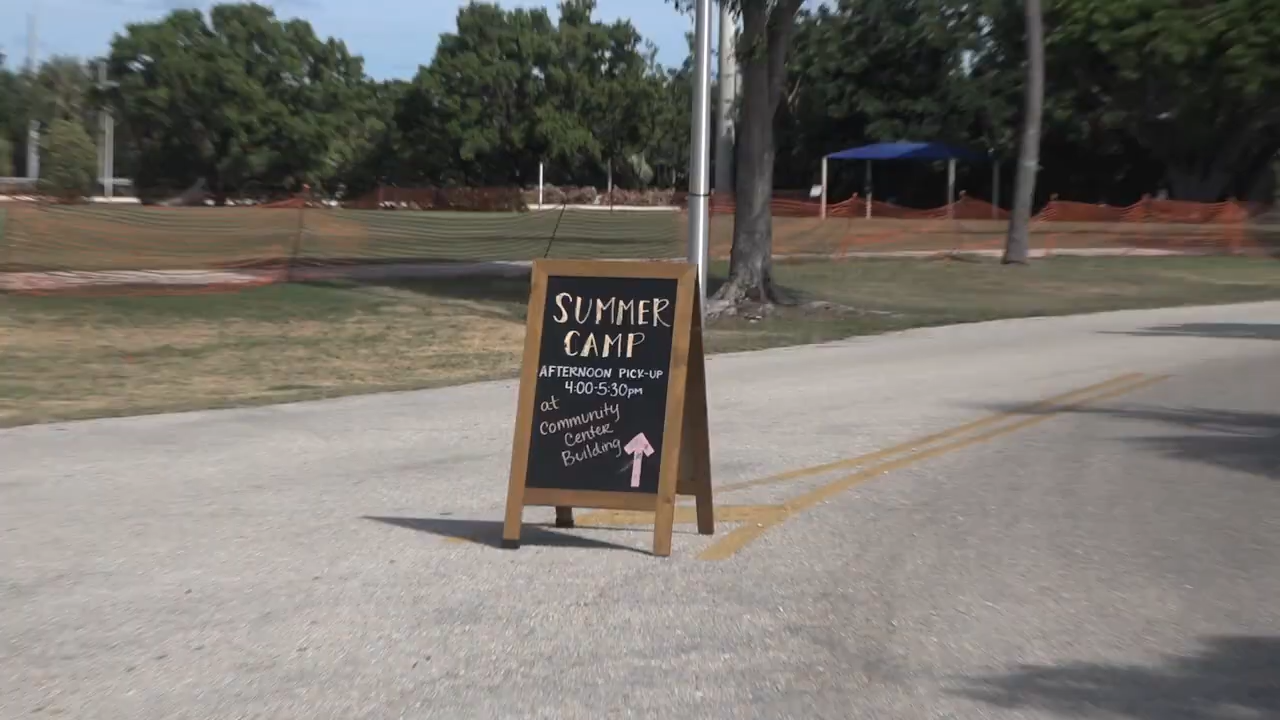 SUMMER
CAMP
AFTERNOON PICK-UP
4:00-5:30pm
at
Community
Center
Building